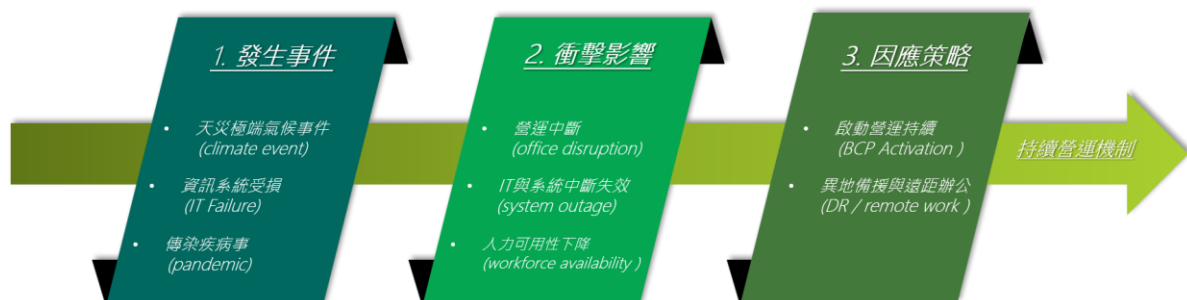 1. 發生事件
天災極端氣候事件
(climate event)
資訊系統受損
(IT Failure)
傳染疾病事
(pandemic)
2. 衝擊影響
營運中斷
(office disruption)
IT與系統中斷失效
(system outage)
人力可用性下降
(workforce availability )
3. 因應策略
啟動營運持續
(BCP Activation )
異地備援與遠距辦公
(DR / remote work )
持續營運機制